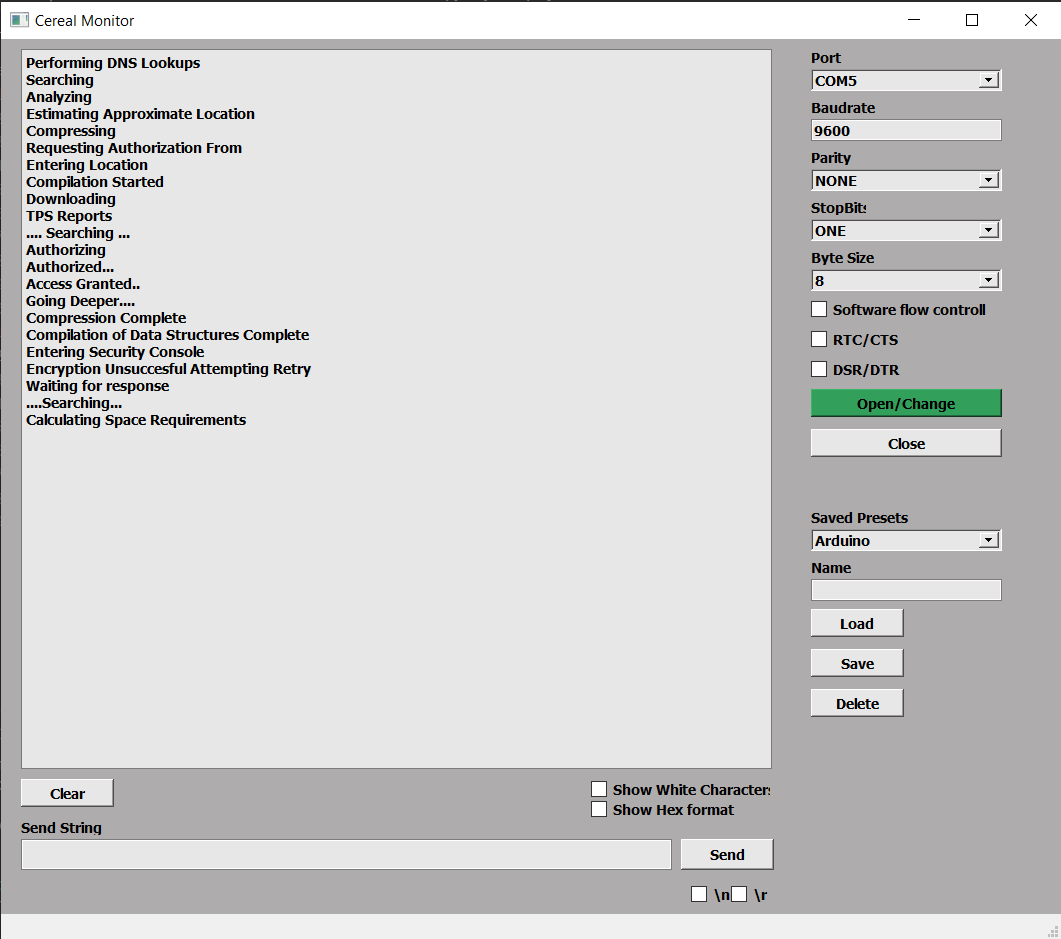 Cereal Monitor
Performing DNS Lookups
Searching
Analyzing
Estimating Approximate Location
Compressing
Requesting Authorization From
Entering Location
Compilation Started
Downloading
TPS Reports
.... Searching ...
Authorizing
Authorized...
Access Granted..
Going Deeper....
Compression Complete
Compilation of Data Structures Complete
Entering Security Console
Encryption Unsuccesful Attempting Retry
Waiting for response
....Searching...
Calculating Space Requirements
Port
COM5
Baudrate
9600
Parity
NONE
StopBits
ONE
Byte Size
8
Software flow controll
RTC/CTS
DSR/DTR
Open/Change
Close
Saved Presets
Arduino
Name
Load
Save
Delete
Clear
Show White Characters
Show Hex format
Send String
Send
\n \r